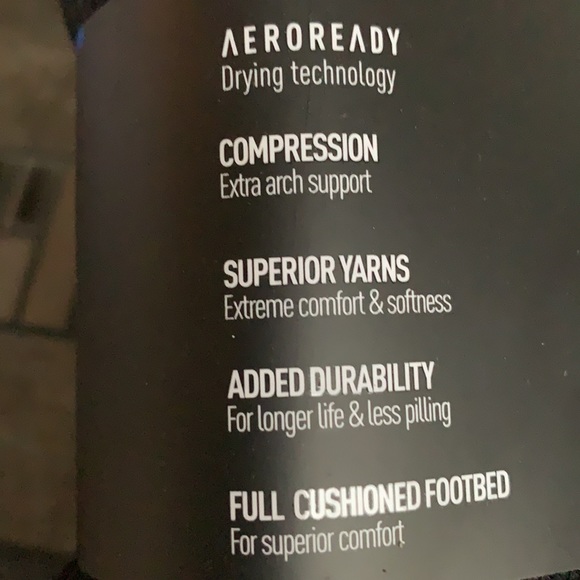 AEROREADY
Drying technology
COMPRESSION
Extra arch support
SUPERIOR YARNS
Extreme comfort & softness
ADDED DURABILITY
For longer life & less pilling
FULL CUSHIONED FOOTBED
For superior comfort